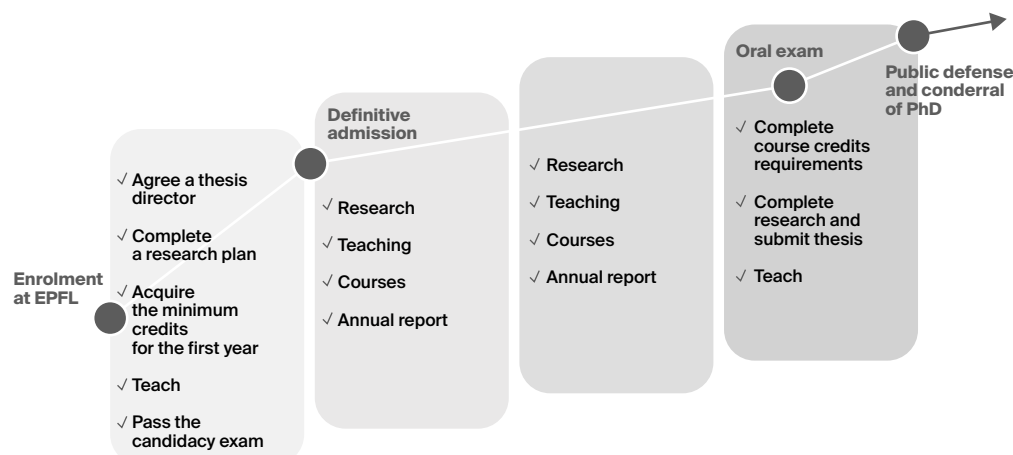 Enrolment
at EPFL
✓ Agree a thesis
director
✓ Complete
a research plan
✓ Acquire
the minimum
credits
for the first year
✓ Teach
✓ Pass the
candidacy exam
Definitive
admission
✓ Research
✓ Teaching
✓ Courses
✓ Annual report
✓ Research
✓ Teaching
✓ Courses
✓ Annual report
Oral exam
✓ Complete
course credits
requirements
✓ Complete
research and
submit thesis
✓ Teach
Public defense
and conderral
of PhD